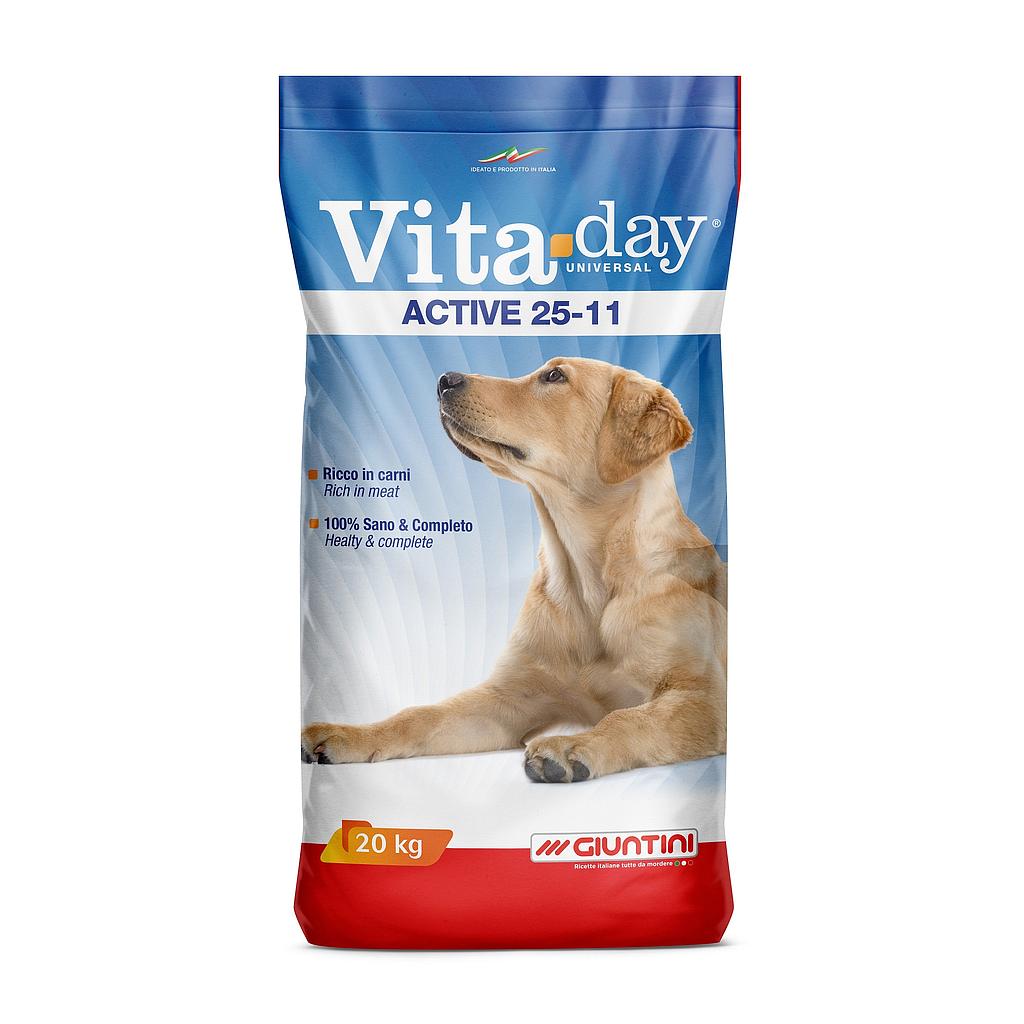 IDEATO E PRODOTTO IN ITALIA
Vita day®
UNIVERSAL
ACTIVE 25-11
Ricco in carni
Rich in meat
100% Sano & Completo
Healty & complete
20 kg
GIUNTINI
Ricette italiane tutte da mordere